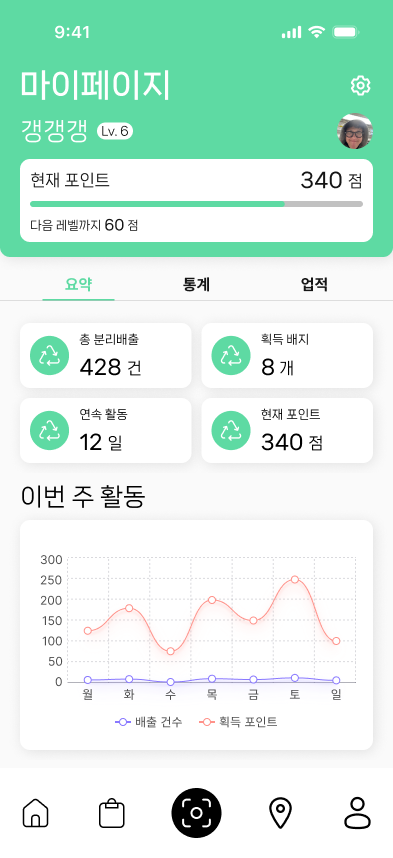 9:41
마이페이지
갱갱갱 Lv. 6
현재 포인트 340 점
다음 레벨까지 60 점
요약 통계 업적
총 분리배출
428 건
획득 배지
8 개
연속 활동
12 일
현재 포인트
340 점
이번 주 활동
300
250
200
150
100
50
0
월 화 수 목 금 토 일
배출 건수 획득 포인트